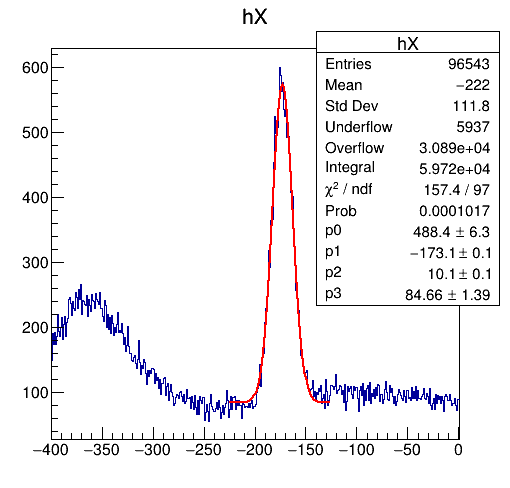 hX
hX
Entries 96543
Mean −222
Std Dev 111.8
Underflow 5937
Overflow 3.089e+04
Integral 5.972e+04
χ² / ndf 157.4 / 97
Prob 0.0001017
p0 488.4 ± 6.3
p1 −173.1 ± 0.1
p2 10.1 ± 0.1
p3 84.66 ± 1.39
600
500
400
300
200
100
−400 −350 −300 −250 −200 −150 −100 −50 0